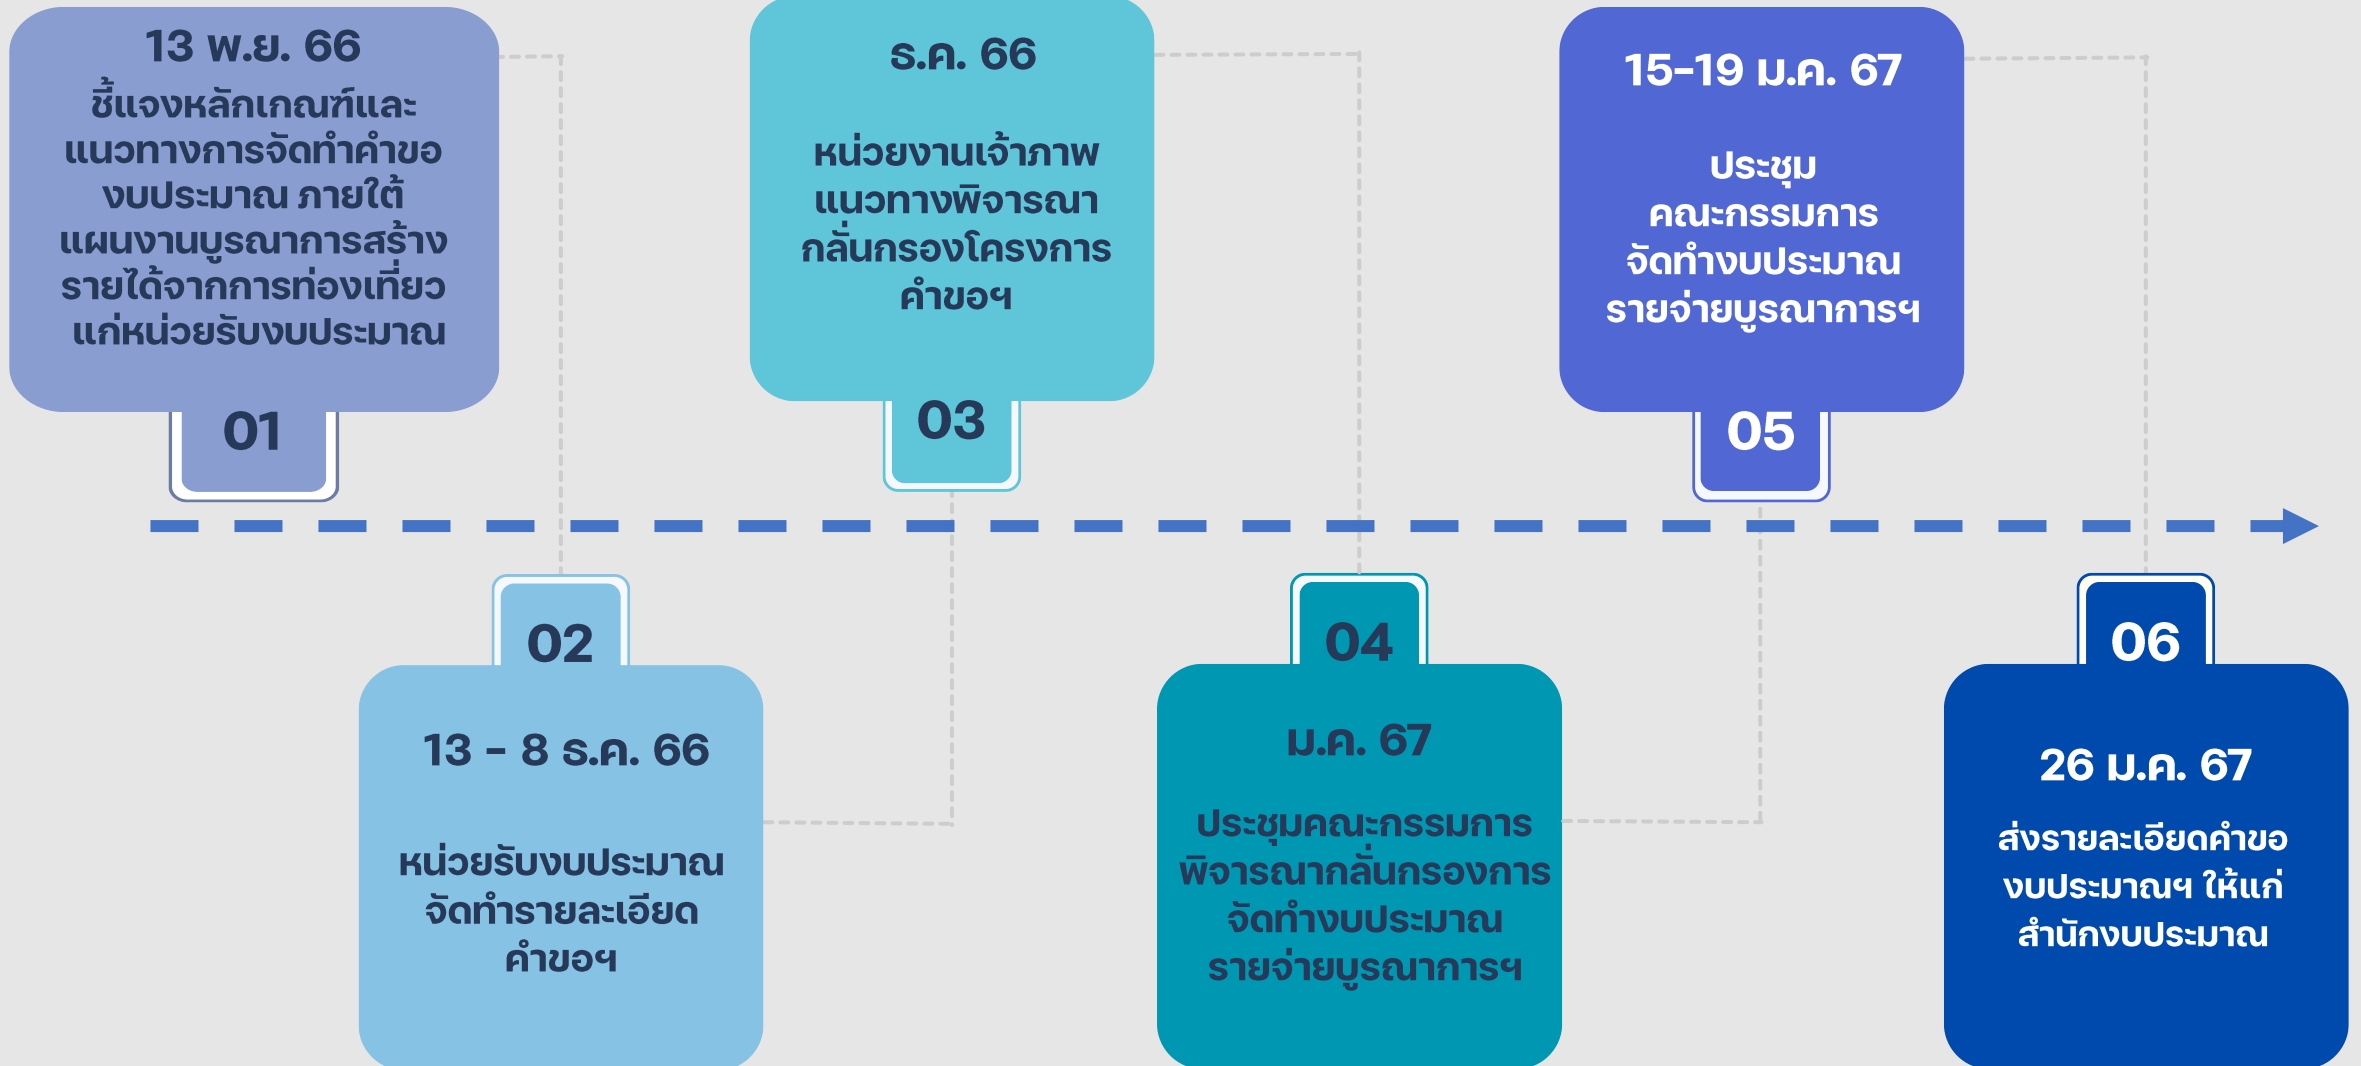 13 พ.ย. 66
ชี้แจงหลักเกณฑ์และ
แนวทางการจัดทำคำขอ
งบประมาณ ภายใต้
แผนงานบูรณาการสร้าง
รายได้จากการท่องเที่ยว
แก่หน่วยรับงบประมาณ
01
02
13 - 8 ธ.ค. 66
หน่วยรับงบประมาณ
จัดทำรายละเอียด
คำขอฯ
ธ.ค. 66
หน่วยงานเจ้าภาพ
แนวทางพิจารณา
กลั่นกรองโครงการ
คำขอฯ
03
04
ม.ค. 67
ประชุมคณะกรรมการ
พิจารณากลั่นกรองการ
จัดทำงบประมาณ
รายจ่ายบูรณาการฯ
15-19 ม.ค. 67
ประชุม
คณะกรรมการ
จัดทำงบประมาณ
รายจ่ายบูรณาการฯ
05
06
26 ม.ค. 67
ส่งรายละเอียดคำขอ
งบประมาณฯ ให้แก่
สำนักงบประมาณ